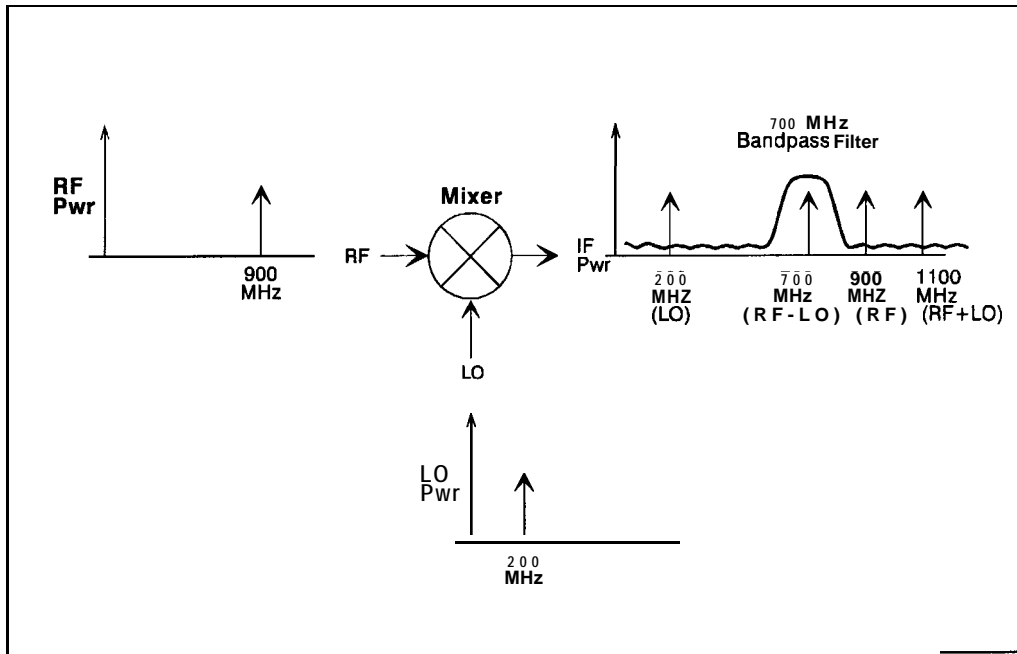 RF
Pwr
900
MHz
Mixer
RF
LO
LO
Pwr
200
MHz
700 MHz
Bandpass Filter
IF
Pwr
200
MHZ
(LO)
700
MHz
(RF-LO)
900
MHZ
(RF)
1100
MHz
(RF+LO)